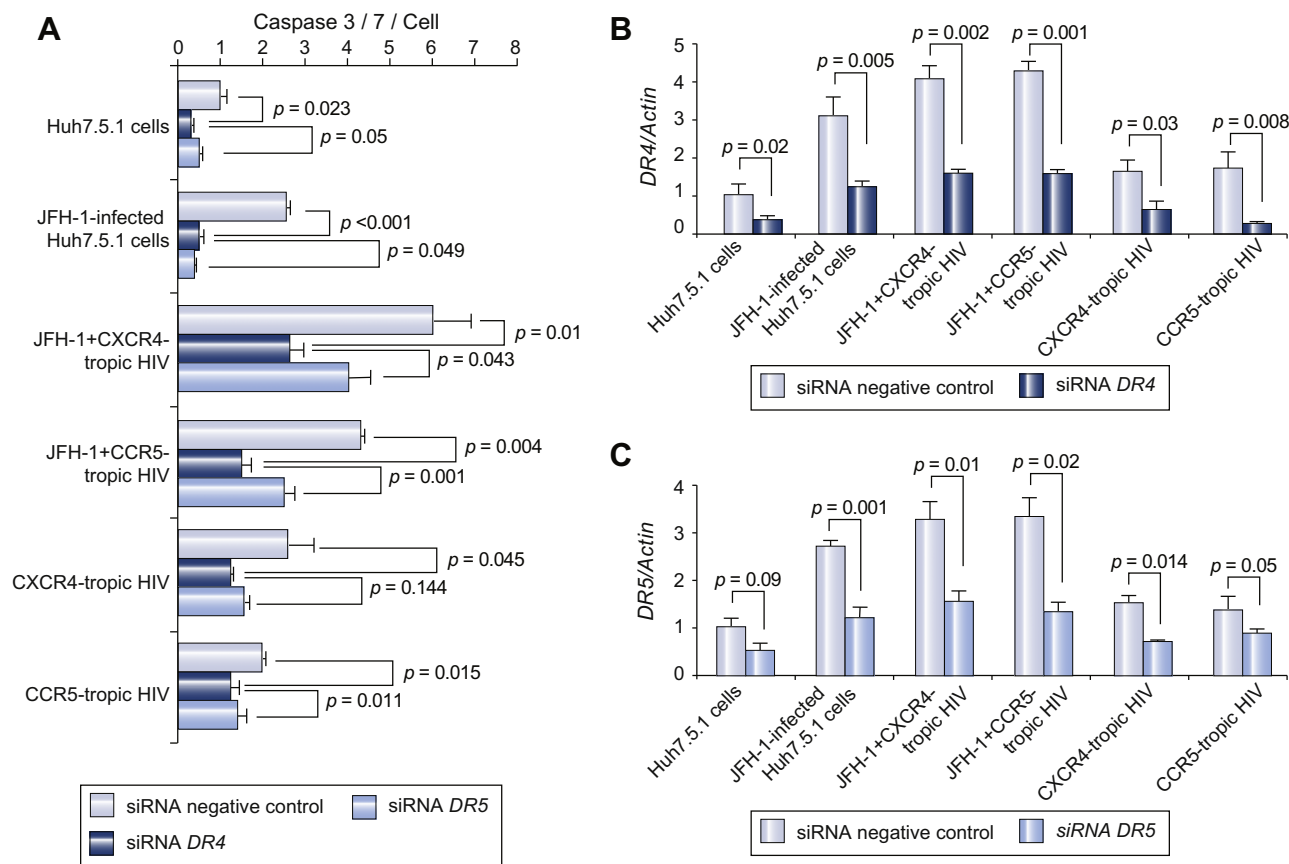 A
Caspase 3 / 7 / Cell
0 1 2 3 4 5 6 7 8
Huh7.5.1 cells
p = 0.023
p = 0.05
JFH-1-infected
Huh7.5.1 cells
p <0.001
p = 0.049
JFH-1+CXCR4-
tropic HIV
p = 0.01
p = 0.043
JFH-1+CCR5-
tropic HIV
p = 0.004
p = 0.001
CXCR4-tropic HIV
p = 0.045
p = 0.144
CCR5-tropic HIV
p = 0.015
p = 0.011
siRNA negative control
siRNA DR5
siRNA DR4
B
DR4/Actin
5
4
3
2
1
0
p = 0.02
p = 0.005
p = 0.002
p = 0.001
p = 0.03
p = 0.008
Huh7.5.1 cells
JFH-1-infected
Huh7.5.1 cells
JFH-1+CXCR4-
tropic HIV
JFH-1+CCR5-
tropic HIV
CXCR4-tropic HIV
CCR5-tropic HIV
siRNA negative control
siRNA DR4
C
DR5/Actin
4
3
2
1
0
p = 0.09
p = 0.001
p = 0.01
p = 0.02
p = 0.014
p = 0.05
Huh7.5.1 cells
JFH-1-infected
Huh7.5.1 cells
JFH-1+CXCR4-
tropic HIV
JFH-1+CCR5-
tropic HIV
CXCR4-tropic HIV
CCR5-tropic HIV
siRNA negative control
siRNA DR5